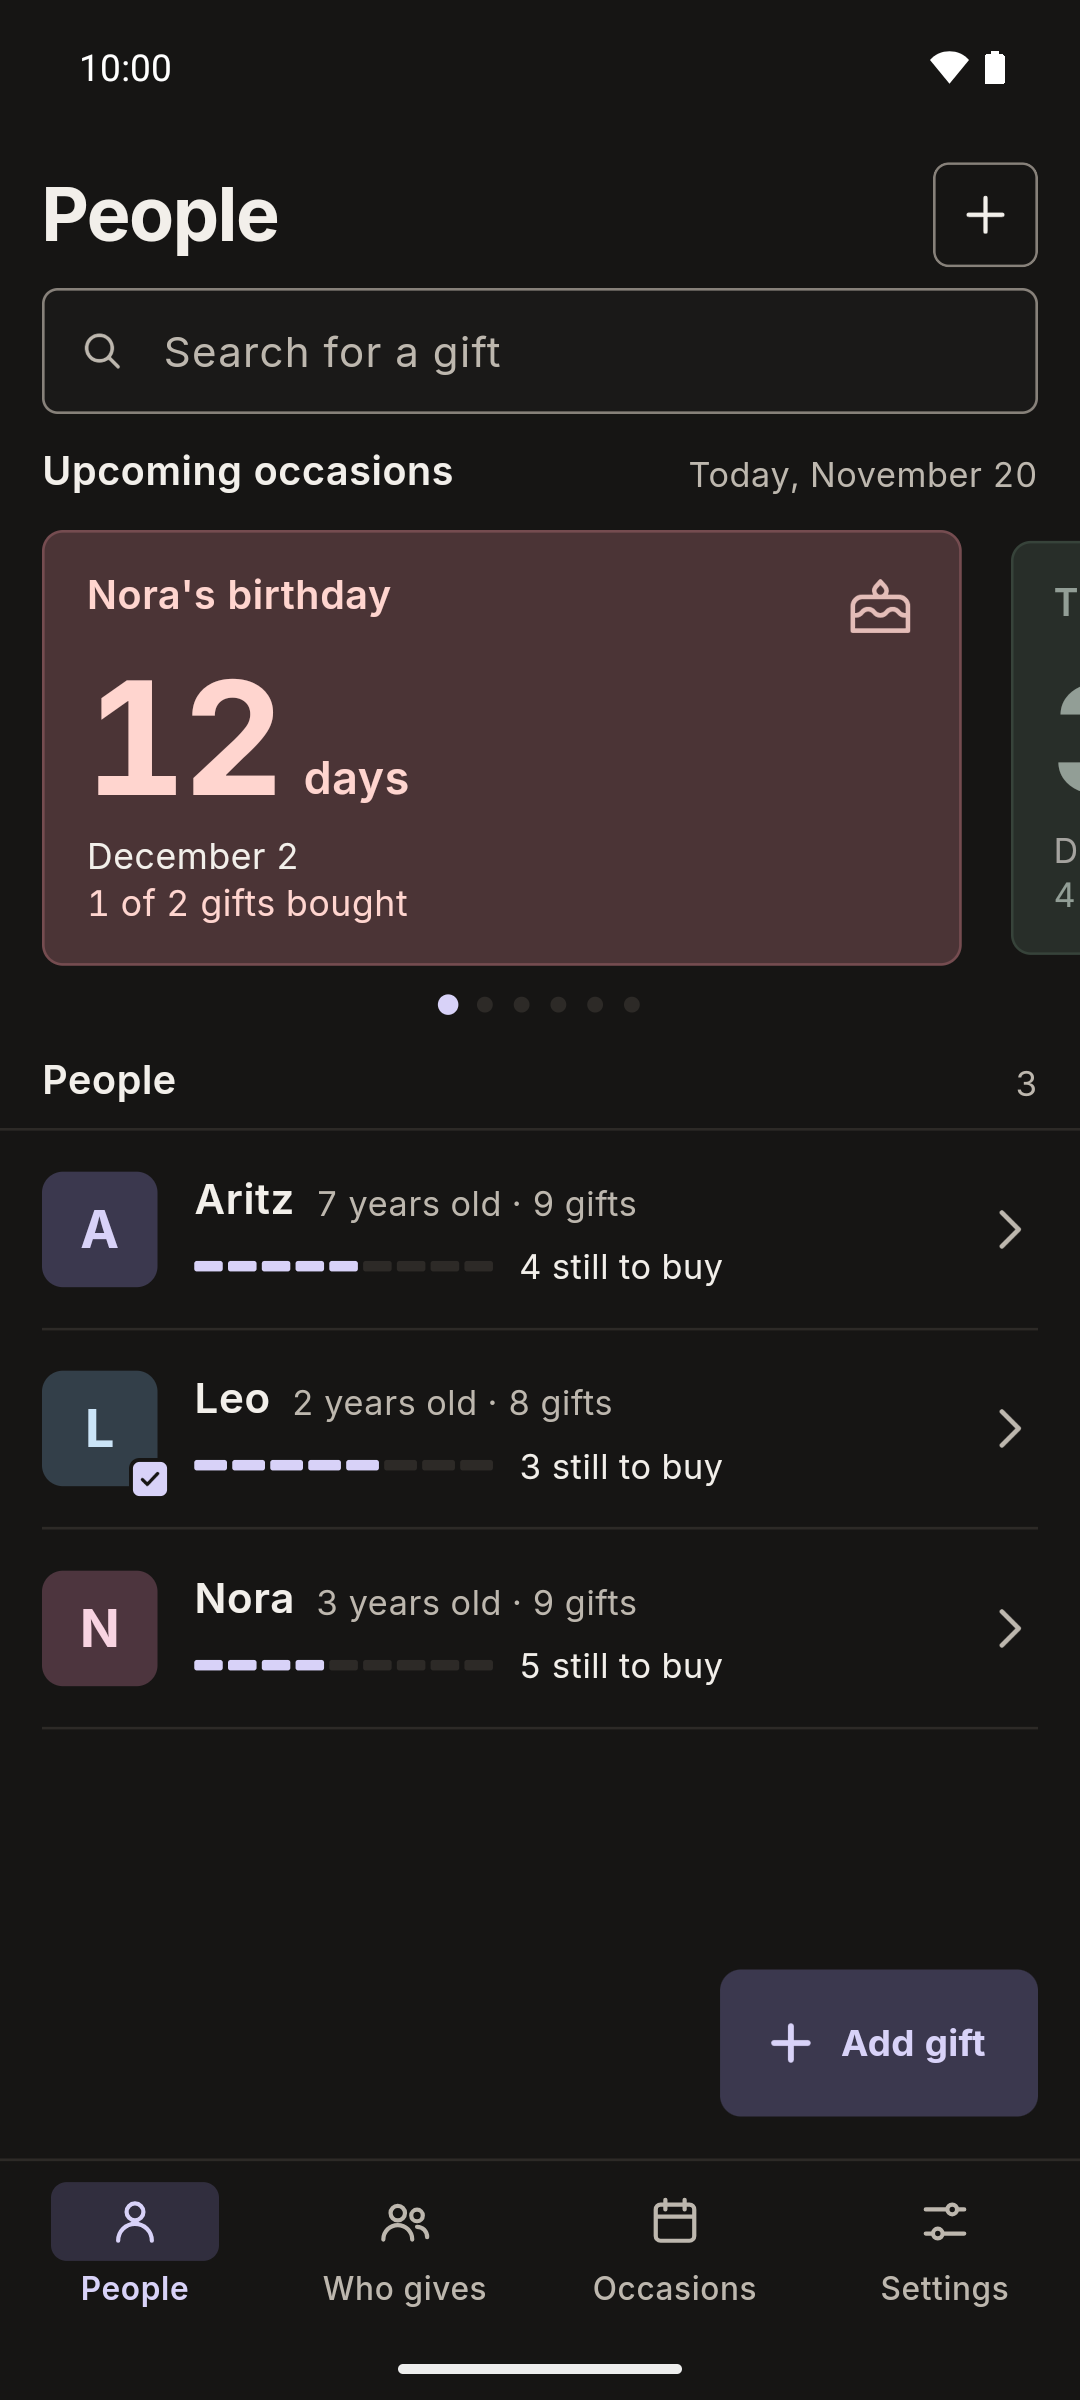 10:00
People
Search for a gift
Upcoming occasions
Today, November 20
Nora's birthday
12 days
December 2
1 of 2 gifts bought
T
3
D
4
People
3
A
Aritz 7 years old · 9 gifts
4 still to buy
L
Leo 2 years old · 8 gifts
3 still to buy
N
Nora 3 years old · 9 gifts
5 still to buy
Add gift
People
Who gives
Occasions
Settings